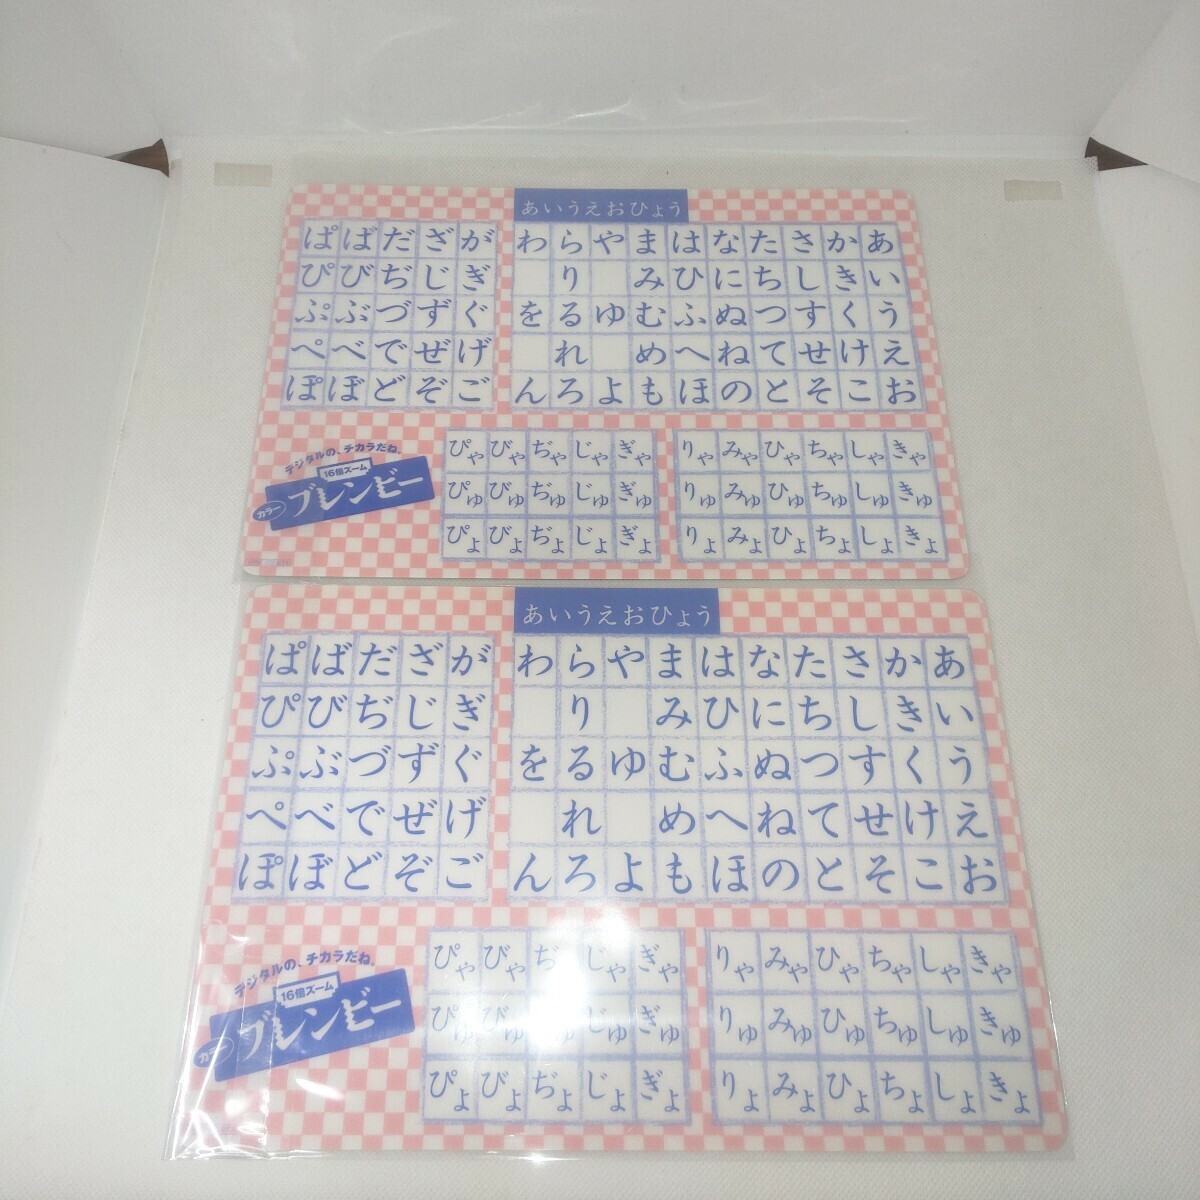 あいうえおひょう
ぱ ば だ ざ が わ ら や ま は な た さ か あ
ぴ び ぢ じ ぎ り み ひ に ち し き い
ぷ ぶ づ ず ぐ を る ゆ む ふ ぬ つ す く う
ぺ べ で ぜ げ れ め へ ね て せ け え
ぽ ぼ ど ぞ ご ん ろ よ も ほ の と そ こ お
デジタルの、チカラだね。
16倍ズーム
カラー ブレンビー
ぴゃ びゃ ぢゃ じゃ ぎゃ りゃ みゃ ひゃ ちゃ しゃ きゃ
ぴゅ びゅ ぢゅ じゅ ぎゅ りゅ みゅ ひゅ ちゅ しゅ きゅ
ぴょ びょ ぢょ じょ ぎょ りょ みょ ひょ ちょ しょ きょ
あいうえおひょう
ぱ ば だ ざ が わ ら や ま は な た さ か あ
ぴ び ぢ じ ぎ り み ひ に ち し き い
ぷ ぶ づ ず ぐ を る ゆ む ふ ぬ つ す く う
ぺ べ で ぜ げ れ め へ ね て せ け え
ぽ ぼ ど ぞ ご ん ろ よ も ほ の と そ こ お
デジタルの、チカラだね。
16倍ズーム
カラー ブレンビー
ぴゃ びゃ ぢゃ じゃ ぎゃ りゃ みゃ ひゃ ちゃ しゃ きゃ
ぴゅ びゅ ぢゅ じゅ ぎゅ りゅ みゅ ひゅ ちゅ しゅ きゅ
ぴょ びょ ぢょ じょ ぎょ りょ みょ ひょ ちょ しょ きょ